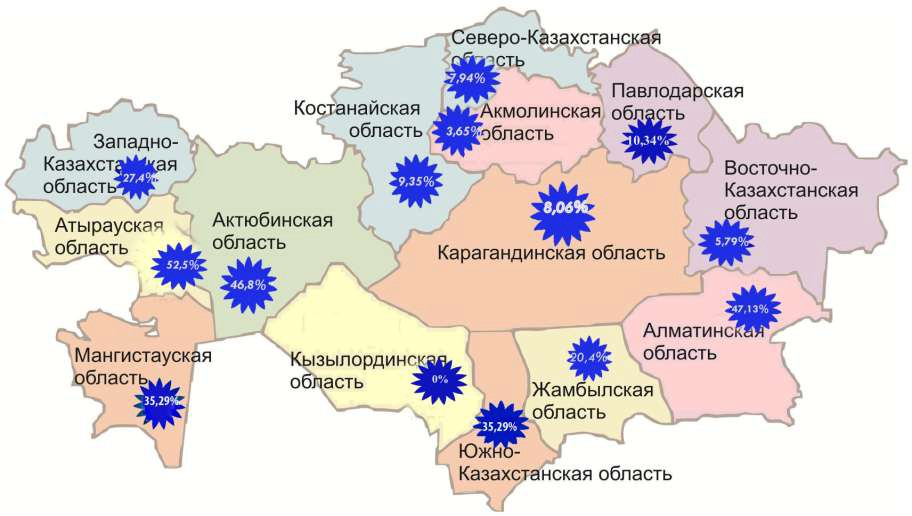 Северо-Казахстанская
область
7,94%
Костанайская
область
9,35%
Акмолинская
область
3,65%
Павлодарская
область
10,34%
Западно-
Казахстанская
область
27,4%
Восточно-
Казахстанская
область
5,79%
Атырауская
область
52,5%
Актюбинская
область
46,8%
8,06%
Карагандинская область
Мангистауская
область
35,29%
Кызылординская
область
0%
20,4%
Жамбылская
область
47,13%
Алматинская
область
35,29%
Южно-
Казахстанская область